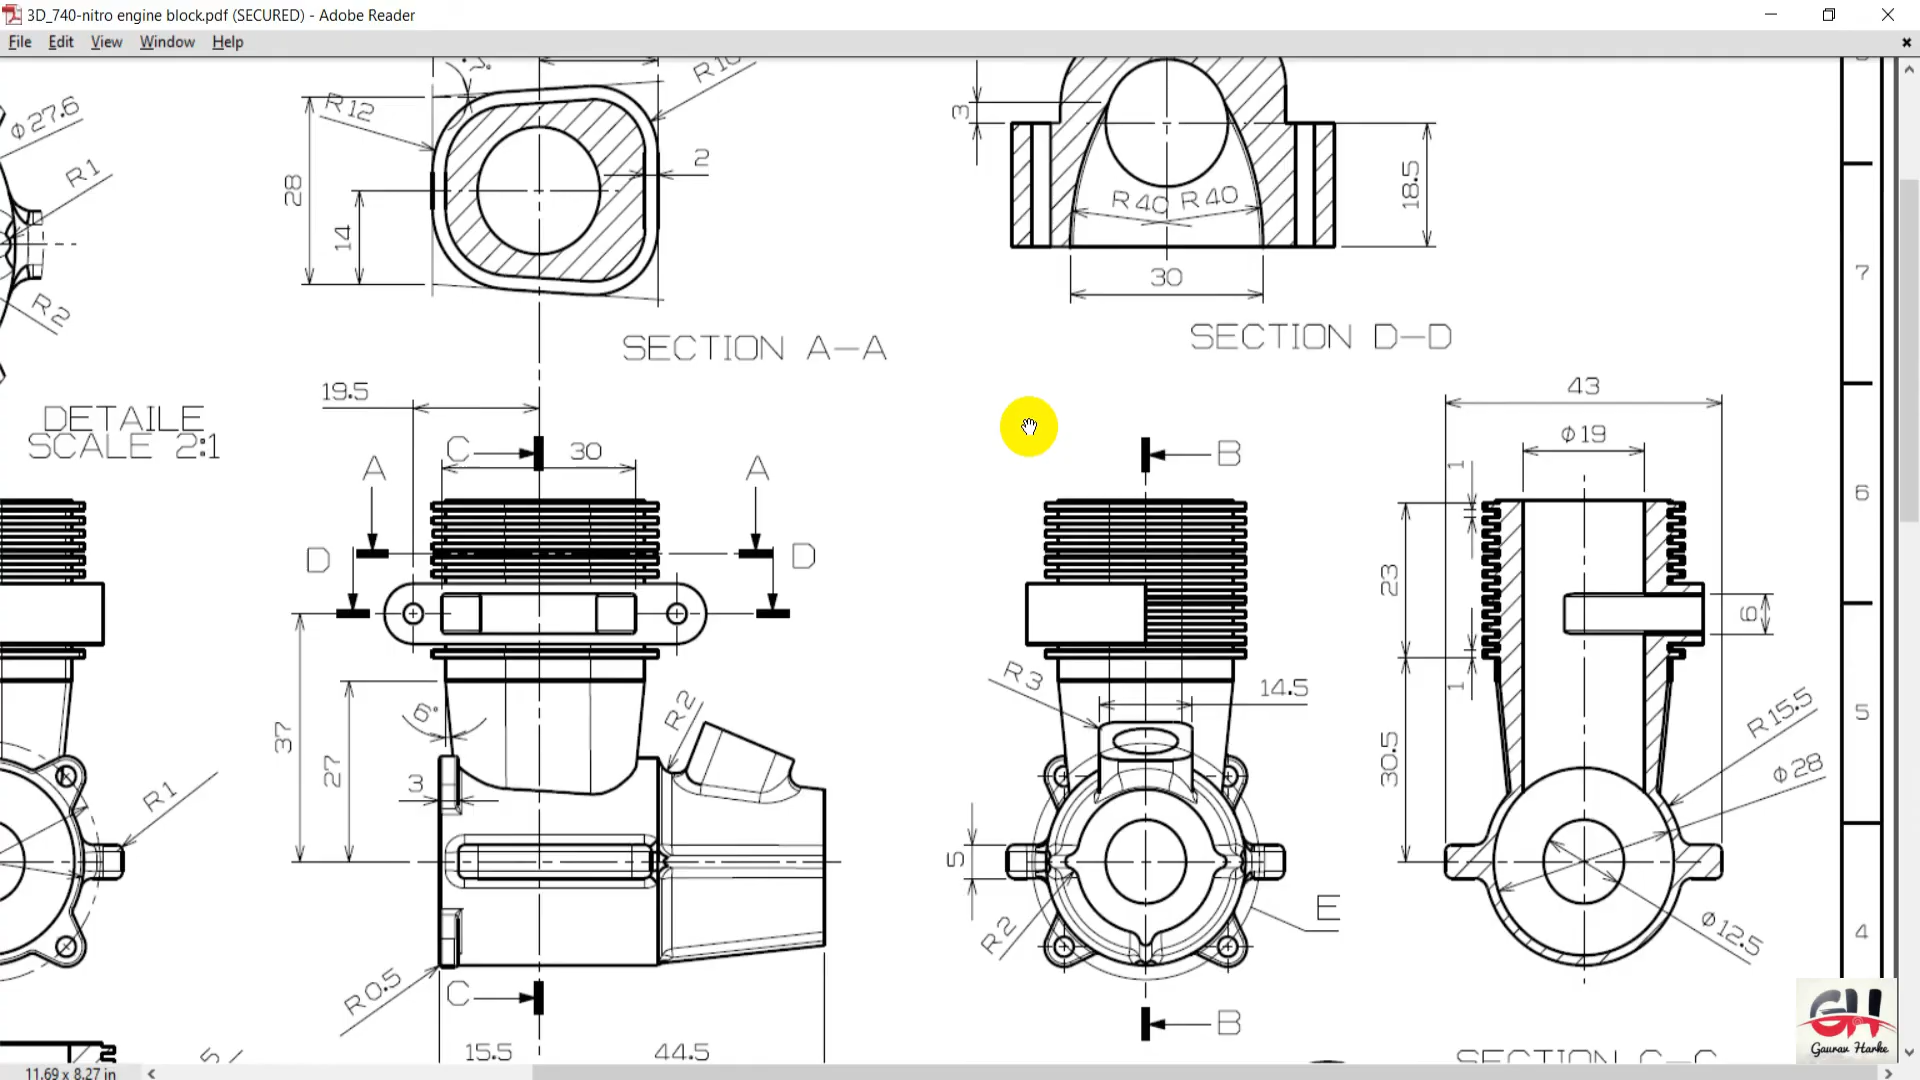 3D_740-nitro engine block.pdf (SECURED) - Adobe Reader
File Edit View Window Help
Φ27.6
R1
R2
R12
28
14
2
SECTION A-A
3
R40 R40
18.5
30
SECTION D-D
7
DETAILE
SCALE 2:1
19.5
C
30
A
A
D
D
B
43
Φ19
1
6
23
6
1
R3
14.5
R2
6°
37
27
3
5
30.5
R15.5
Φ28
Φ12.5
R1
5
R2
E
4
R0.5
C
B
15.5
44.5
SECTION C-C
GH
Gaurav Harke
11.69 x 8.27 in